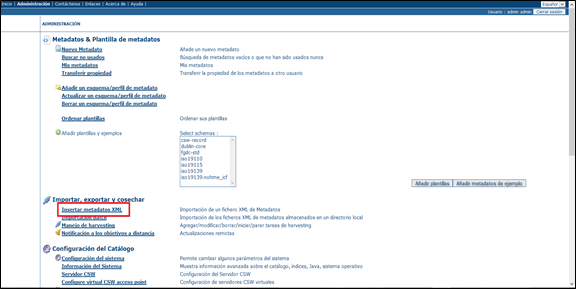 Inicio | Administración | Contáctenos | Enlaces | Acerca de | Ayuda |
Español
Usuario : admin admin Cerrar sesión
ADMINISTRACIÓN
Metadatos & Plantilla de metadatos
Nuevo Metadato Añade un nuevo metadato
Buscar no usados Búsqueda de metadatos vacíos o que no han sido usados nunca
Mis metadatos Mis metadatos
Transferir propiedad Transferir la propiedad de los metadatos a otro usuario
Añadir un esquema/perfil de metadato
Actualizar un esquema/perfil de metadato
Borrar un esquema/perfil de metadato
Ordenar plantillas Ordenar sus plantillas
Añadir plantillas y ejemplos Select schemas :
csw-record
dublin-core
fgdc-std
iso19110
iso19115
iso19139
iso19139.nohme_icf
Añadir plantillas Añadir metadatos de ejemplo
Importar, exportar y cosechar
Insertar metadatos XML Importación de un fichero XML de Metadatos
Importación de los ficheros XML de metadatos almacenados en un directorio local
Manejo de harvesting Agregar/modificar/borrar/iniciar/parar tareas de harvesting
Notificación a los objetivos a distancia Actualizaciones remotas
Configuración del Catálogo
Configuración del sistema Permite cambiar algunos parámetros del sistema
Información del Sistema Muestra información avanzada sobre el catálogo, índices, Java, sistema operativo
Servidor CSW Configuración del Servidor CSW
Configure virtual CSW access point Configuración de servidores CSW virtuales